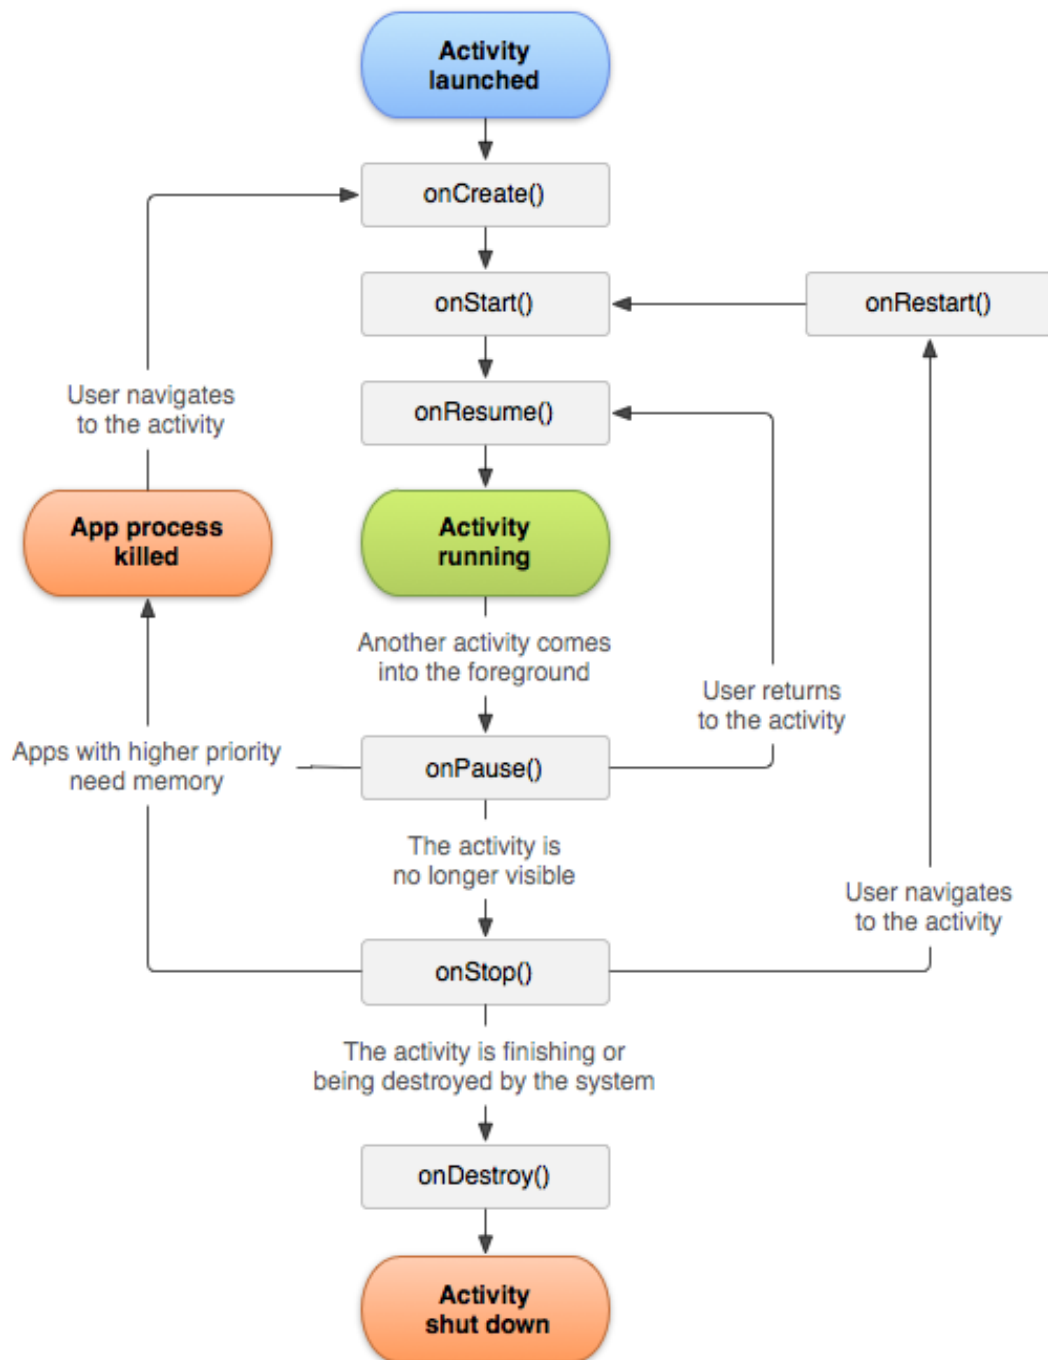 Activity
launched
onCreate()
onStart()
onRestart()
User navigates
to the activity
onResume()
App process
killed
Activity
running
Another activity comes
into the foreground
User returns
to the activity
Apps with higher priority
need memory
onPause()
The activity is
no longer visible
User navigates
to the activity
onStop()
The activity is finishing or
being destroyed by the system
onDestroy()
Activity
shut down